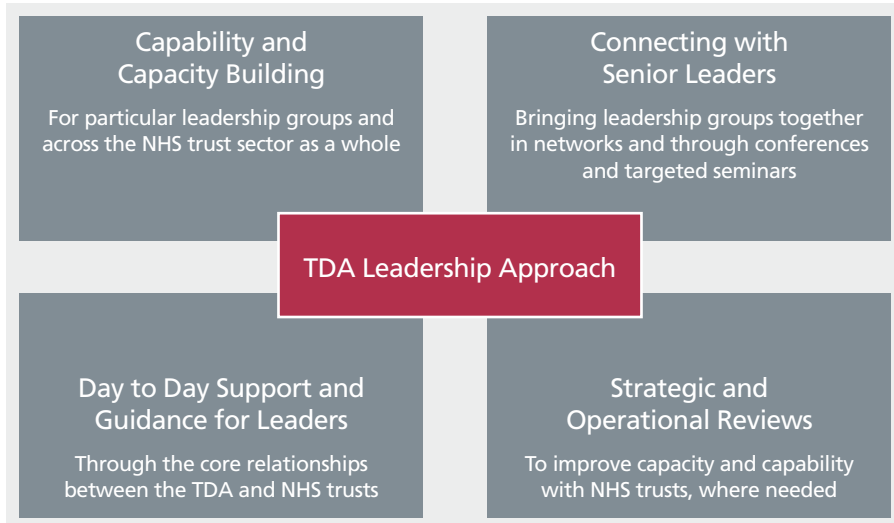 Capability and
Capacity Building
For particular leadership groups and
across the NHS trust sector as a whole
Connecting with
Senior Leaders
Bringing leadership groups together
in networks and through conferences
and targeted seminars
TDA Leadership Approach
Day to Day Support and
Guidance for Leaders
Through the core relationships
between the TDA and NHS trusts
Strategic and
Operational Reviews
To improve capacity and capability
with NHS trusts, where needed